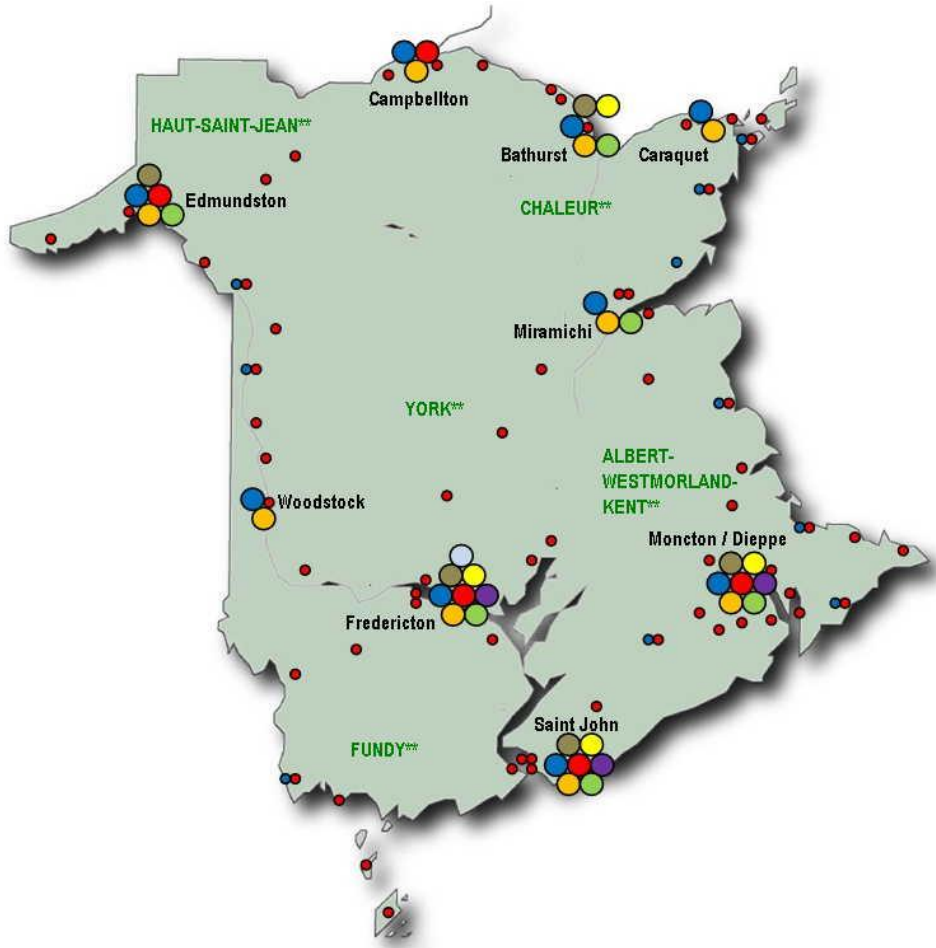 Campbellton
HAUT-SAINT-JEAN**
Bathurst
Caraquet
Edmundston
CHALEUR**
Miramichi
YORK**
ALBERT-
WESTMORLAND-
KENT**
Woodstock
Moncton / Dieppe
Fredericton
Saint John
FUNDY**